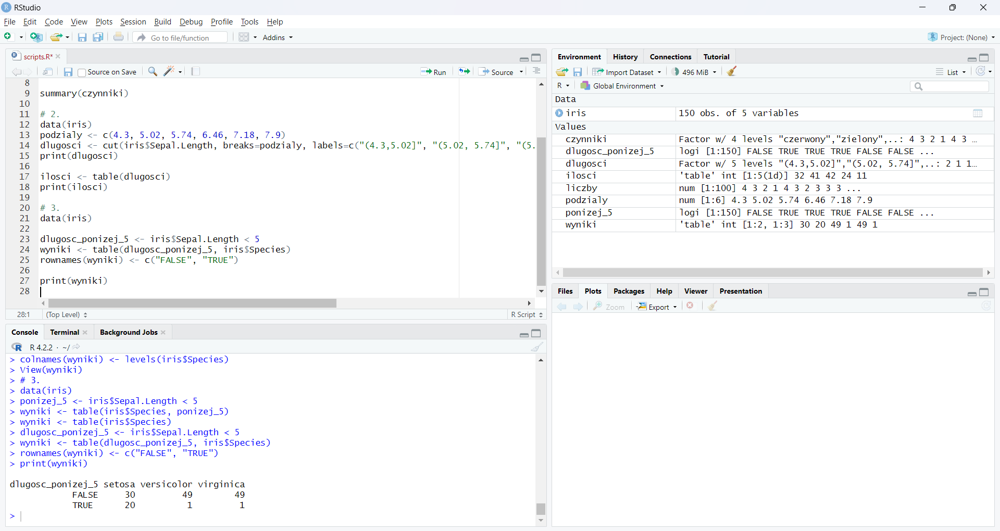 RStudio
File Edit Code View Plots Session Build Debug Profile Tools Help
Go to file/function Addins Project: (None)
scripts.R*
Source on Save Run Source
8
9 summary(czynniki)
10
11 # 2.
12 data(iris)
13 podzialy <- c(4.3, 5.02, 5.74, 6.46, 7.18, 7.9)
14 dlugosci <- cut(iris$Sepal.Length, breaks=podzialy, labels=c("(4.3,5.02]", "(5.02, 5.74]", "(5.
15 print(dlugosci)
16
17 ilosci <- table(dlugosci)
18 print(ilosci)
19
20 # 3.
21 data(iris)
22
23 dlugosc_ponizej_5 <- iris$Sepal.Length < 5
24 wyniki <- table(dlugosc_ponizej_5, iris$Species)
25 rownames(wyniki) <- c("FALSE", "TRUE")
26
27 print(wyniki)
28
28:1 (Top Level) R Script
Console Terminal Background Jobs
R 4.2.2 · ~/
> colnames(wyniki) <- levels(iris$Species)
> View(wyniki)
> # 3.
> data(iris)
> ponizej_5 <- iris$Sepal.Length < 5
> wyniki <- table(iris$Species, ponizej_5)
> wyniki <- table(iris$Species)
> dlugosc_ponizej_5 <- iris$Sepal.Length < 5
> wyniki <- table(dlugosc_ponizej_5, iris$Species)
> rownames(wyniki) <- c("FALSE", "TRUE")
> print(wyniki)
dlugosc_ponizej_5 setosa versicolor virginica
FALSE 30 49 49
TRUE 20 1 1
>
Environment History Connections Tutorial
Import Dataset 496 MiB List
R Global Environment
Data
iris 150 obs. of 5 variables
Values
czynniki Factor w/ 4 levels "czerwony","zielony",..: 4 3 2 1 4 3 …
dlugosc_ponizej_5 logi [1:150] FALSE TRUE TRUE TRUE FALSE FALSE ...
dlugosci Factor w/ 5 levels "(4.3,5.02]","(5.02, 5.74]",..: 2 1 1…
ilosci 'table' int [1:5(1d)] 32 41 42 24 11
liczby num [1:100] 4 3 2 1 4 3 2 3 3 3 ...
podzialy num [1:6] 4.3 5.02 5.74 6.46 7.18 7.9
ponizej_5 logi [1:150] FALSE TRUE TRUE TRUE FALSE FALSE ...
wyniki 'table' int [1:2, 1:3] 30 20 49 1 49 1
Files Plots Packages Help Viewer Presentation
Zoom Export